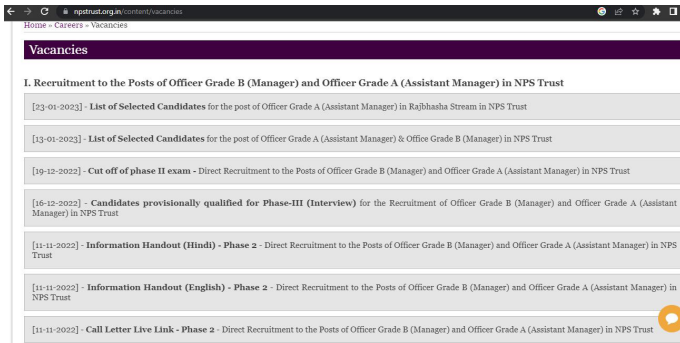 npstrust.org.in/content/vacancies
Home » Careers » Vacancies
Vacancies
I. Recruitment to the Posts of Officer Grade B (Manager) and Officer Grade A (Assistant Manager) in NPS Trust
[23-01-2023] - List of Selected Candidates for the post of Officer Grade A (Assistant Manager) in Rajbhasha Stream in NPS Trust
[13-01-2023] - List of Selected Candidates for the post of Officer Grade A (Assistant Manager) & Office Grade B (Manager) in NPS Trust
[19-12-2022] - Cut off of phase II exam - Direct Recruitment to the Posts of Officer Grade B (Manager) and Officer Grade A (Assistant Manager) in NPS Trust
[16-12-2022] - Candidates provisionally qualified for Phase-III (Interview) for the Recruitment of Officer Grade B (Manager) and Officer Grade A (Assistant
Manager) in NPS Trust
[11-11-2022] - Information Handout (Hindi) - Phase 2 - Direct Recruitment to the Posts of Officer Grade B (Manager) and Officer Grade A (Assistant Manager) in NPS
Trust
[11-11-2022] - Information Handout (English) - Phase 2 - Direct Recruitment to the Posts of Officer Grade B (Manager) and Officer Grade A (Assistant Manager) in
NPS Trust
[11-11-2022] - Call Letter Live Link - Phase 2 - Direct Recruitment to the Posts of Officer Grade B (Manager) and Officer Grade A (Assistant Manager) in NPS Trust